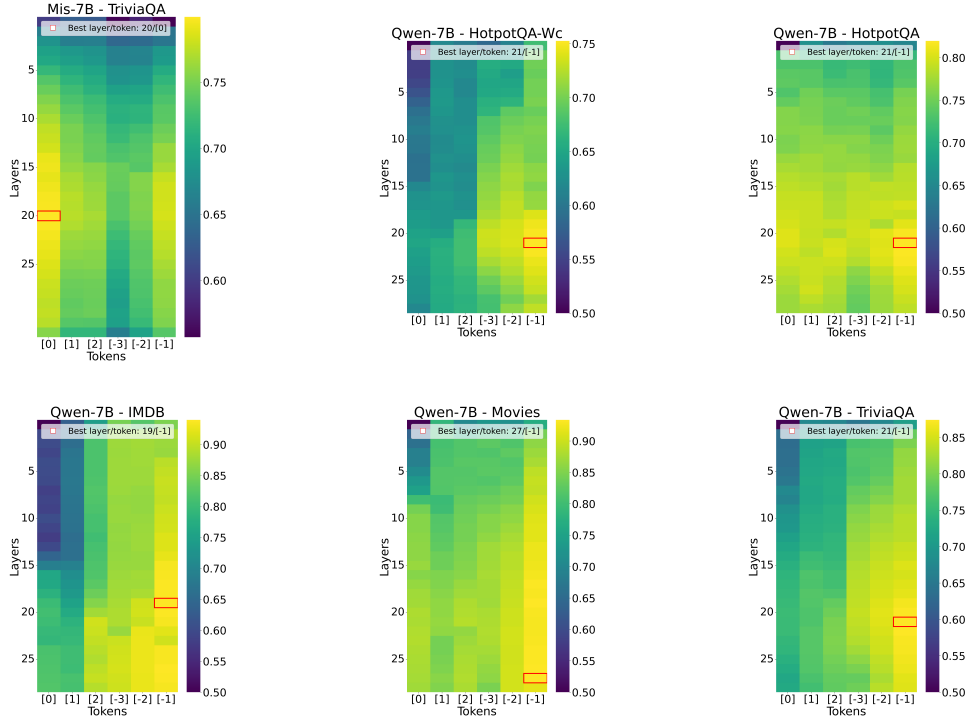 Mis-7B - TriviaQA
Best layer/token: 20/[0]
Layers
5
10
15
20
25
[0] [1] [2] [-3] [-2] [-1]
Tokens
0.75
0.70
0.65
0.60
Qwen-7B - HotpotQA-Wc
Best layer/token: 21/[-1]
Layers
5
10
15
20
25
[0] [1] [2] [-3] [-2] [-1]
Tokens
0.75
0.70
0.65
0.60
0.55
0.50
Qwen-7B - HotpotQA
Best layer/token: 21/[-1]
Layers
5
10
15
20
25
[0] [1] [2] [-3] [-2] [-1]
Tokens
0.80
0.75
0.70
0.65
0.60
0.55
0.50
Qwen-7B - IMDB
Best layer/token: 19/[-1]
Layers
5
10
15
20
25
[0] [1] [2] [-3] [-2] [-1]
Tokens
0.90
0.85
0.80
0.75
0.70
0.65
0.60
0.55
0.50
Qwen-7B - Movies
Best layer/token: 27/[-1]
Layers
5
10
15
20
25
[0] [1] [2] [-3] [-2] [-1]
Tokens
0.90
0.85
0.80
0.75
0.70
0.65
0.60
0.55
0.50
Qwen-7B - TriviaQA
Best layer/token: 21/[-1]
Layers
5
10
15
20
25
[0] [1] [2] [-3] [-2] [-1]
Tokens
0.85
0.80
0.75
0.70
0.65
0.60
0.55
0.50